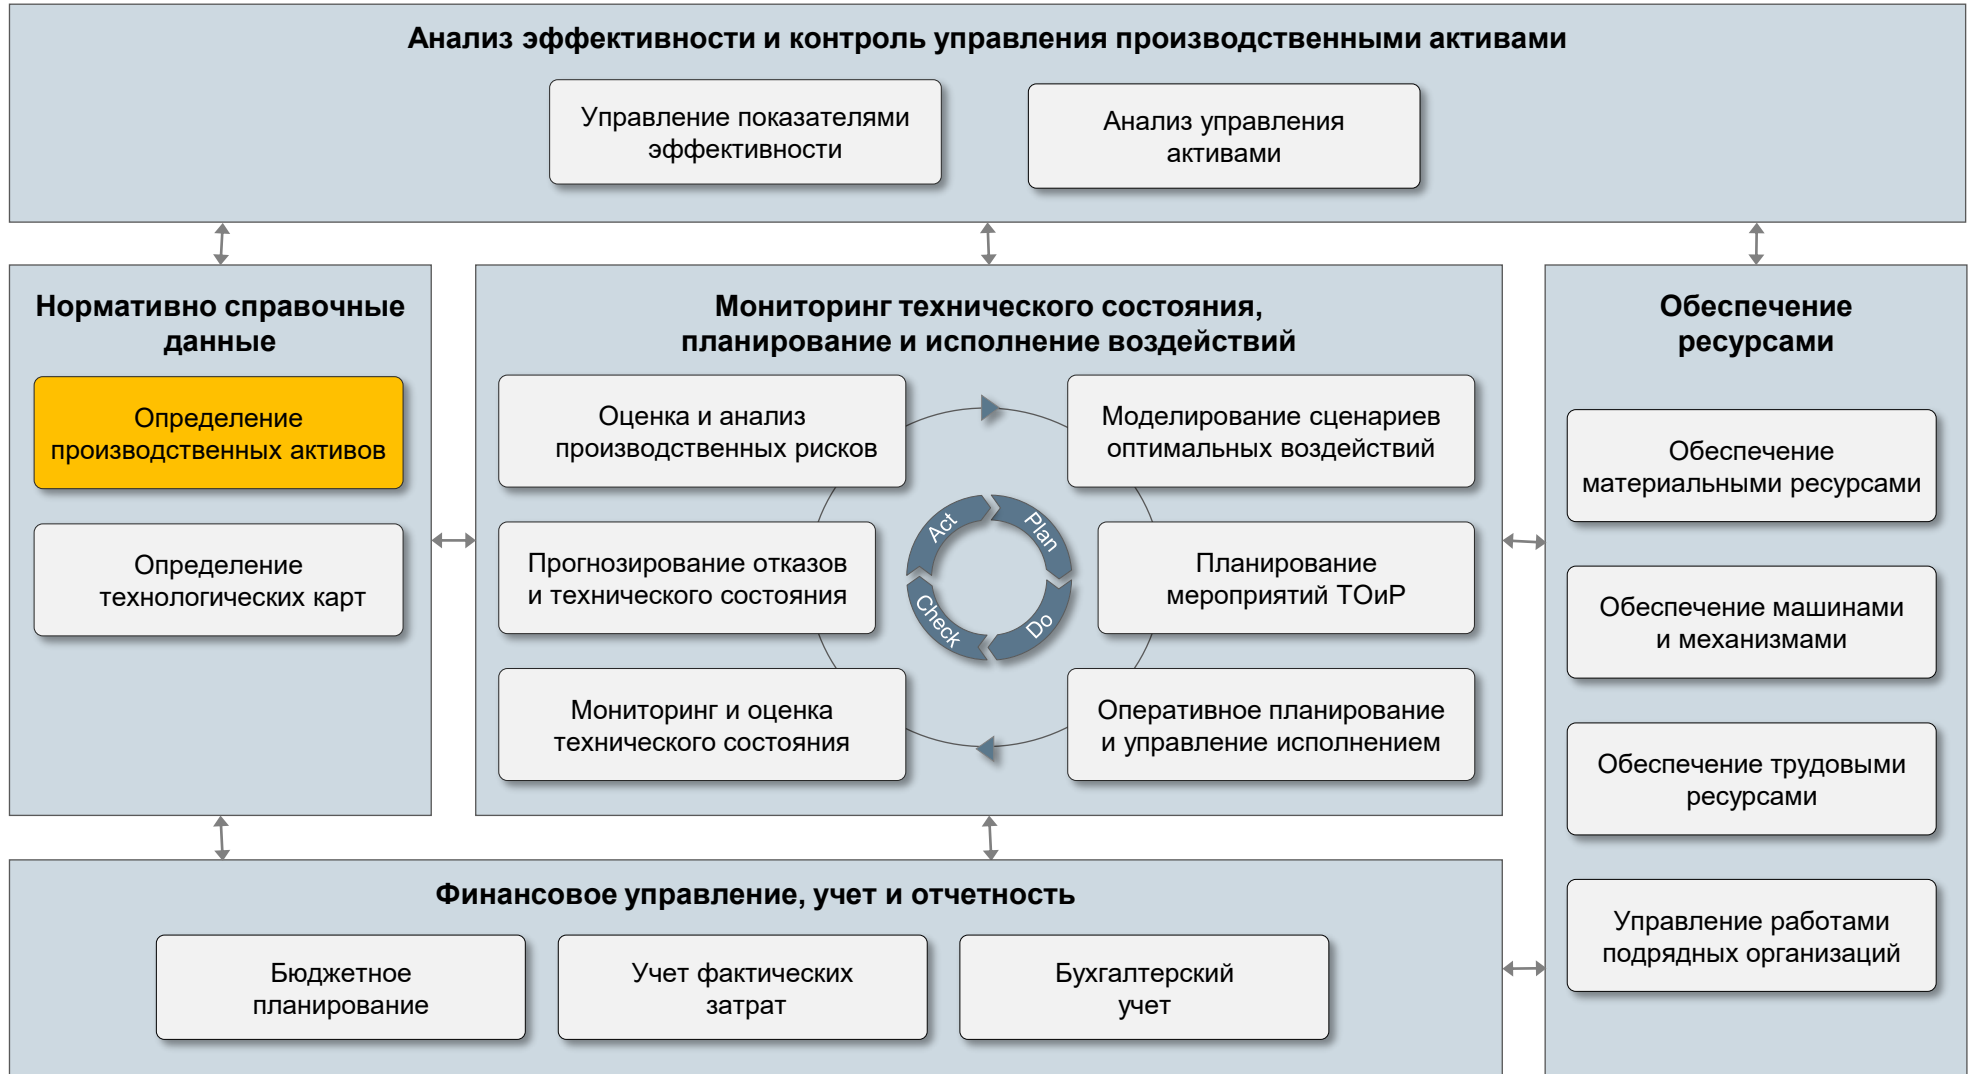 Анализ эффективности и контроль управления производственными активами
Управление показателями
эффективности
Анализ управления
активами
Нормативно справочные
данные
Определение
производственных активов
Определение
технологических карт
Мониторинг технического состояния,
планирование и исполнение воздействий
Оценка и анализ
производственных рисков
Моделирование сценариев
оптимальных воздействий
Прогнозирование отказов
и технического состояния
Act
Plan
Check
Do
Планирование
мероприятий ТОиР
Мониторинг и оценка
технического состояния
Оперативное планирование
и управление исполнением
Обеспечение
ресурсами
Обеспечение
материальными ресурсами
Обеспечение машинами
и механизмами
Обеспечение трудовыми
ресурсами
Управление работами
подрядных организаций
Финансовое управление, учет и отчетность
Бюджетное
планирование
Учет фактических
затрат
Бухгалтерский
учет